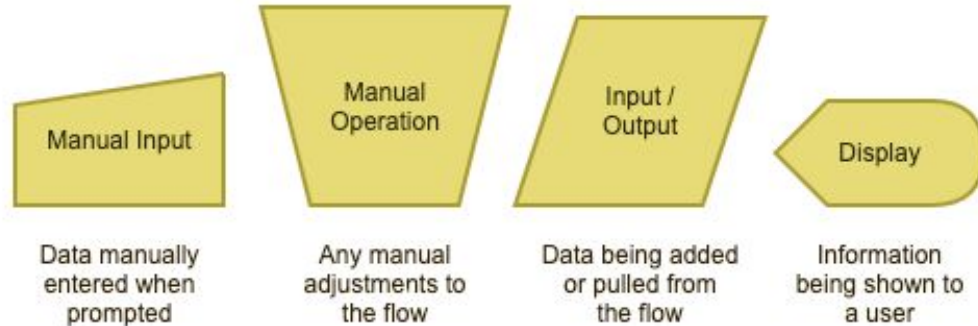 Manual Input
Manual
Operation
Input /
Output
Display
Data manually
entered when
prompted
Any manual
adjustments to
the flow
Data being added
or pulled from
the flow
Information
being shown to
a user